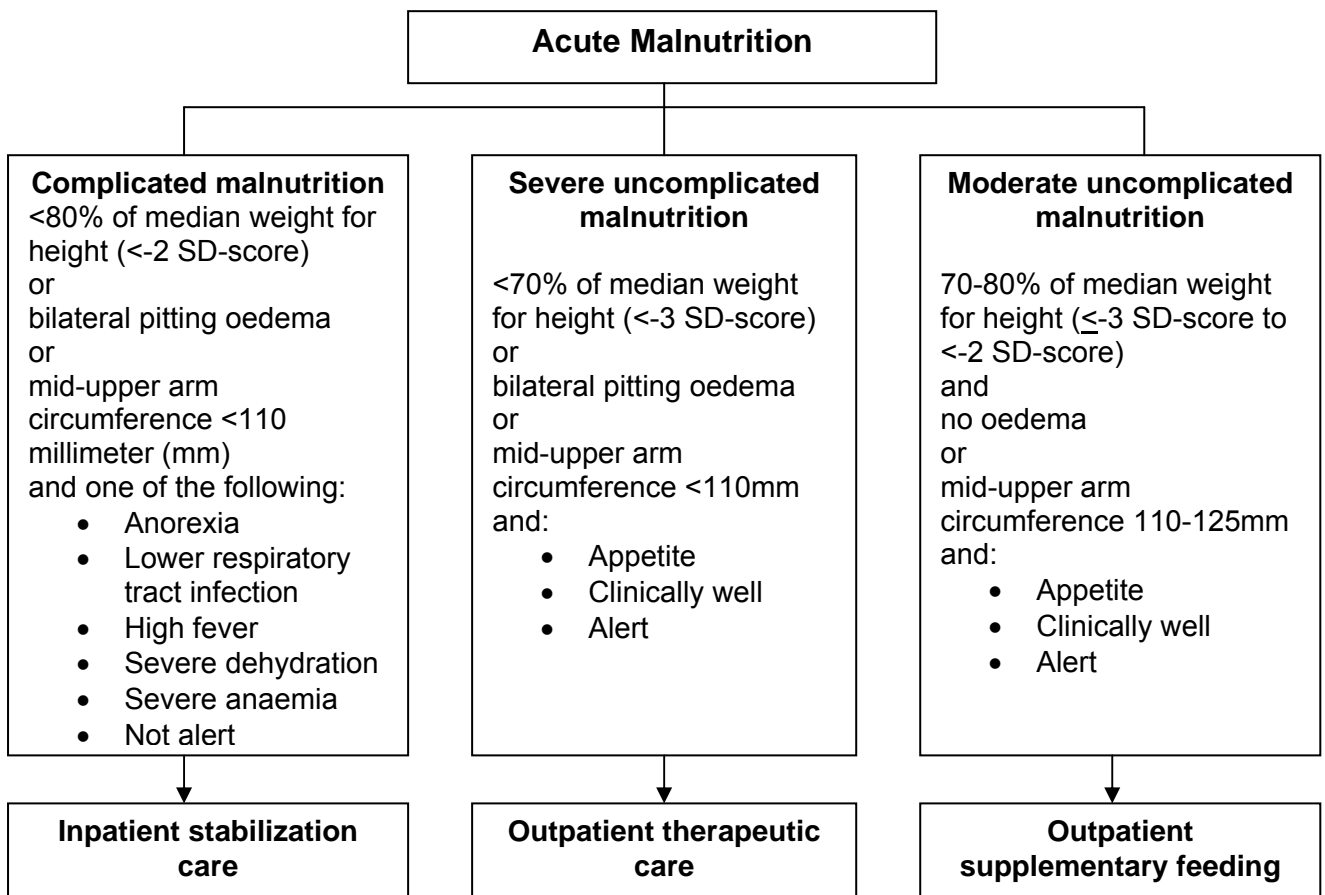 Acute Malnutrition
Complicated malnutrition
<80% of median weight for
height (<-2 SD-score)
or
bilateral pitting oedema
or
mid-upper arm
circumference <110
millimeter (mm)
and one of the following:
• Anorexia
• Lower respiratory
tract infection
• High fever
• Severe dehydration
• Severe anaemia
• Not alert
Inpatient stabilization
care
Severe uncomplicated
malnutrition
<70% of median weight
for height (<-3 SD-score)
or
bilateral pitting oedema
or
mid-upper arm
circumference <110mm
and:
• Appetite
• Clinically well
• Alert
Outpatient therapeutic
care
Moderate uncomplicated
malnutrition
70-80% of median weight
for height (≤-3 SD-score to
<-2 SD-score)
and
no oedema
or
mid-upper arm
circumference 110-125mm
and:
• Appetite
• Clinically well
• Alert
Outpatient
supplementary feeding